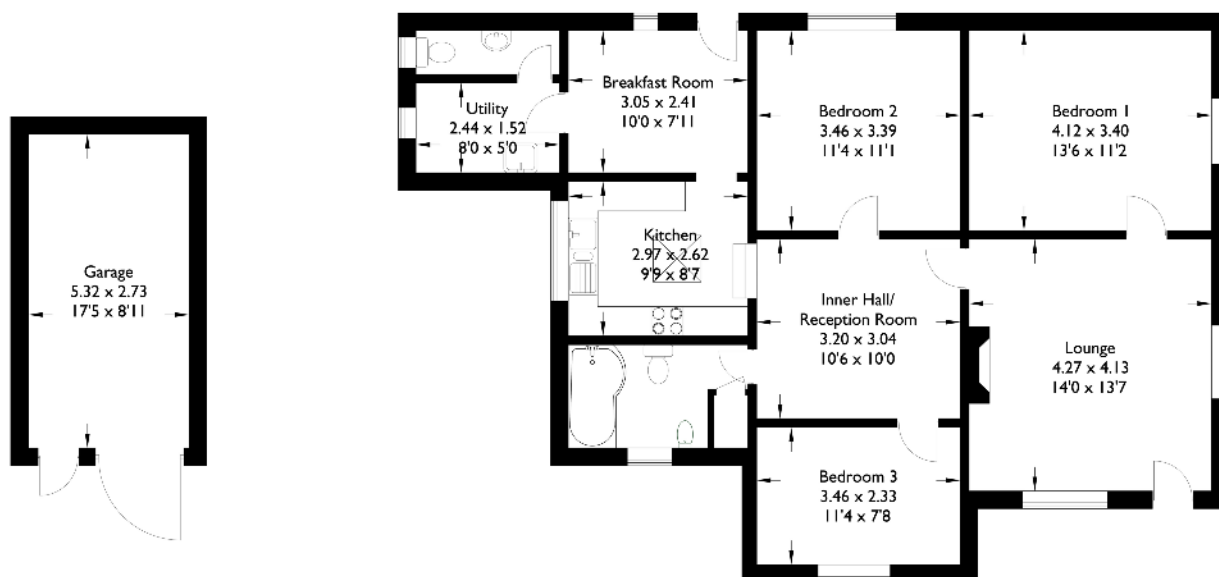 Breakfast Room
3.05 x 2.41
10'0 x 7'11
Utility
2.44 x 1.52
8'0 x 5'0
Bedroom 2
3.46 x 3.39
11'4 x 11'1
Bedroom 1
4.12 x 3.40
13'6 x 11'2
Garage
5.32 x 2.73
17'5 x 8'11
Kitchen
2.97 x 2.62
9'9 x 8'7
Inner Hall/
Reception Room
3.20 x 3.04
10'6 x 10'0
Lounge
4.27 x 4.13
14'0 x 13'7
Bedroom 3
3.46 x 2.33
11'4 x 7'8